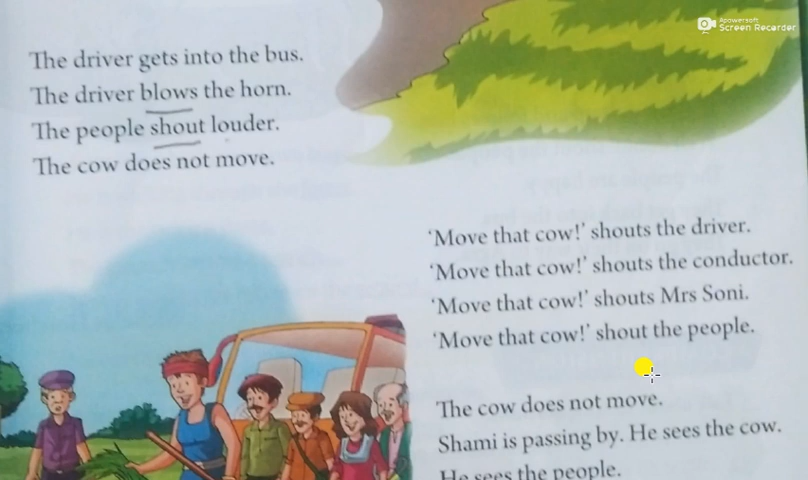 Apowersoft
Screen Recorder
The driver gets into the bus.
The driver blows the horn.
The people shout louder.
The cow does not move.
‘Move that cow!’ shouts the driver.
‘Move that cow!’ shouts the conductor.
‘Move that cow!’ shouts Mrs Soni.
‘Move that cow!’ shout the people.
The cow does not move.
Shami is passing by. He sees the cow.
He sees the people.